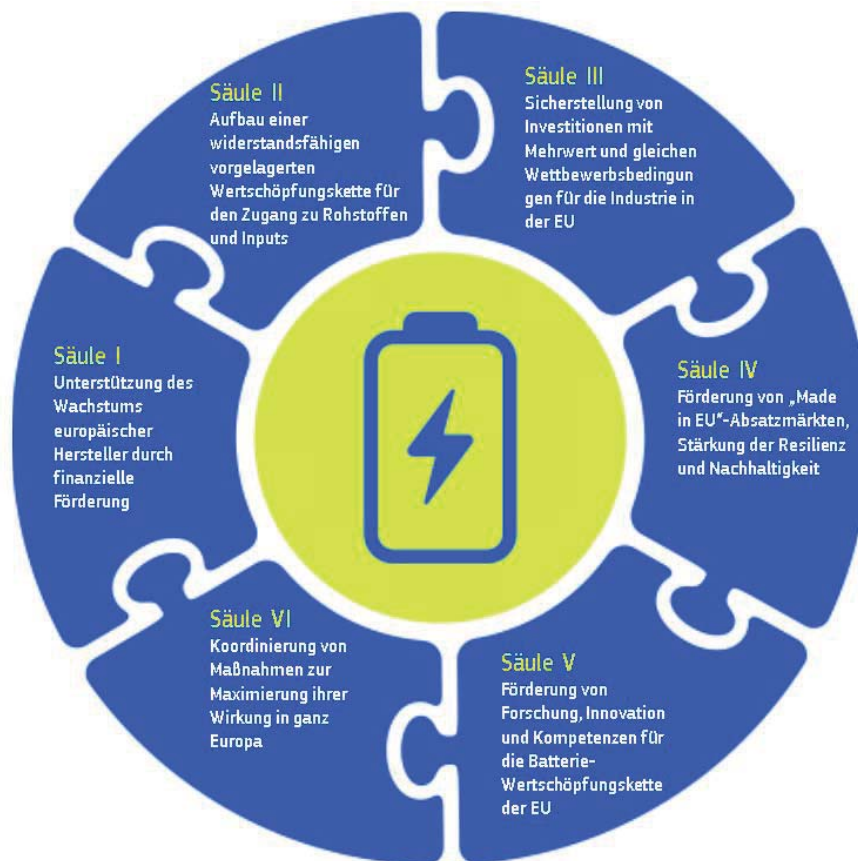 Säule I
Unterstützung des
Wachstums
europäischer
Hersteller durch
finanzielle
Förderung
Säule II
Aufbau einer
widerstandsfähigen
vorgelagerten
Wertschöpfungskette für
den Zugang zu Rohstoffen
und Inputs
Säule III
Sicherstellung von
Investitionen mit
Mehrwert und gleichen
Wettbewerbsbedingu
gen für die Industrie in
der EU
Säule IV
Förderung von „Made
in EU“-Absatzmärkten,
Stärkung der Resilienz
und Nachhaltigkeit
Säule V
Förderung von
Forschung, Innovation
und Kompetenzen für
die Batterie-
Wertschöpfungskette
der EU
Säule VI
Koordinierung von
Maßnahmen zur
Maximierung ihrer
Wirkung in ganz
Europa